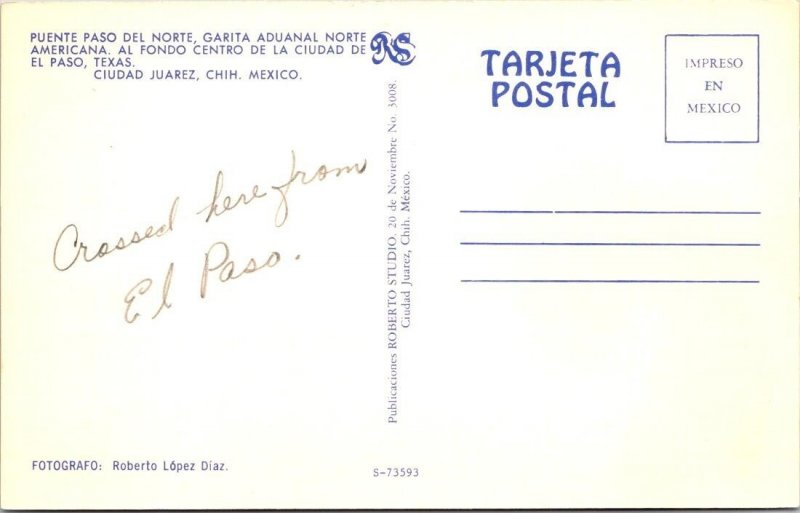 PUENTE PASO DEL NORTE, GARITA ADUANAL NORTE
AMERICANA. AL FONDO CENTRO DE LA CIUDAD DE
EL PASO, TEXAS.
CIUDAD JUAREZ, CHIH. MEXICO.
RS
TARJETA
POSTAL
IMPRESO
EN
MEXICO
Crossed here from
El Paso.
Publicaciones ROBERTO STUDIO. 20 de Noviembre No. 3008.
Ciudad Juarez, Chih. México.
FOTOGRAFO: Roberto López Díaz.
S-73593